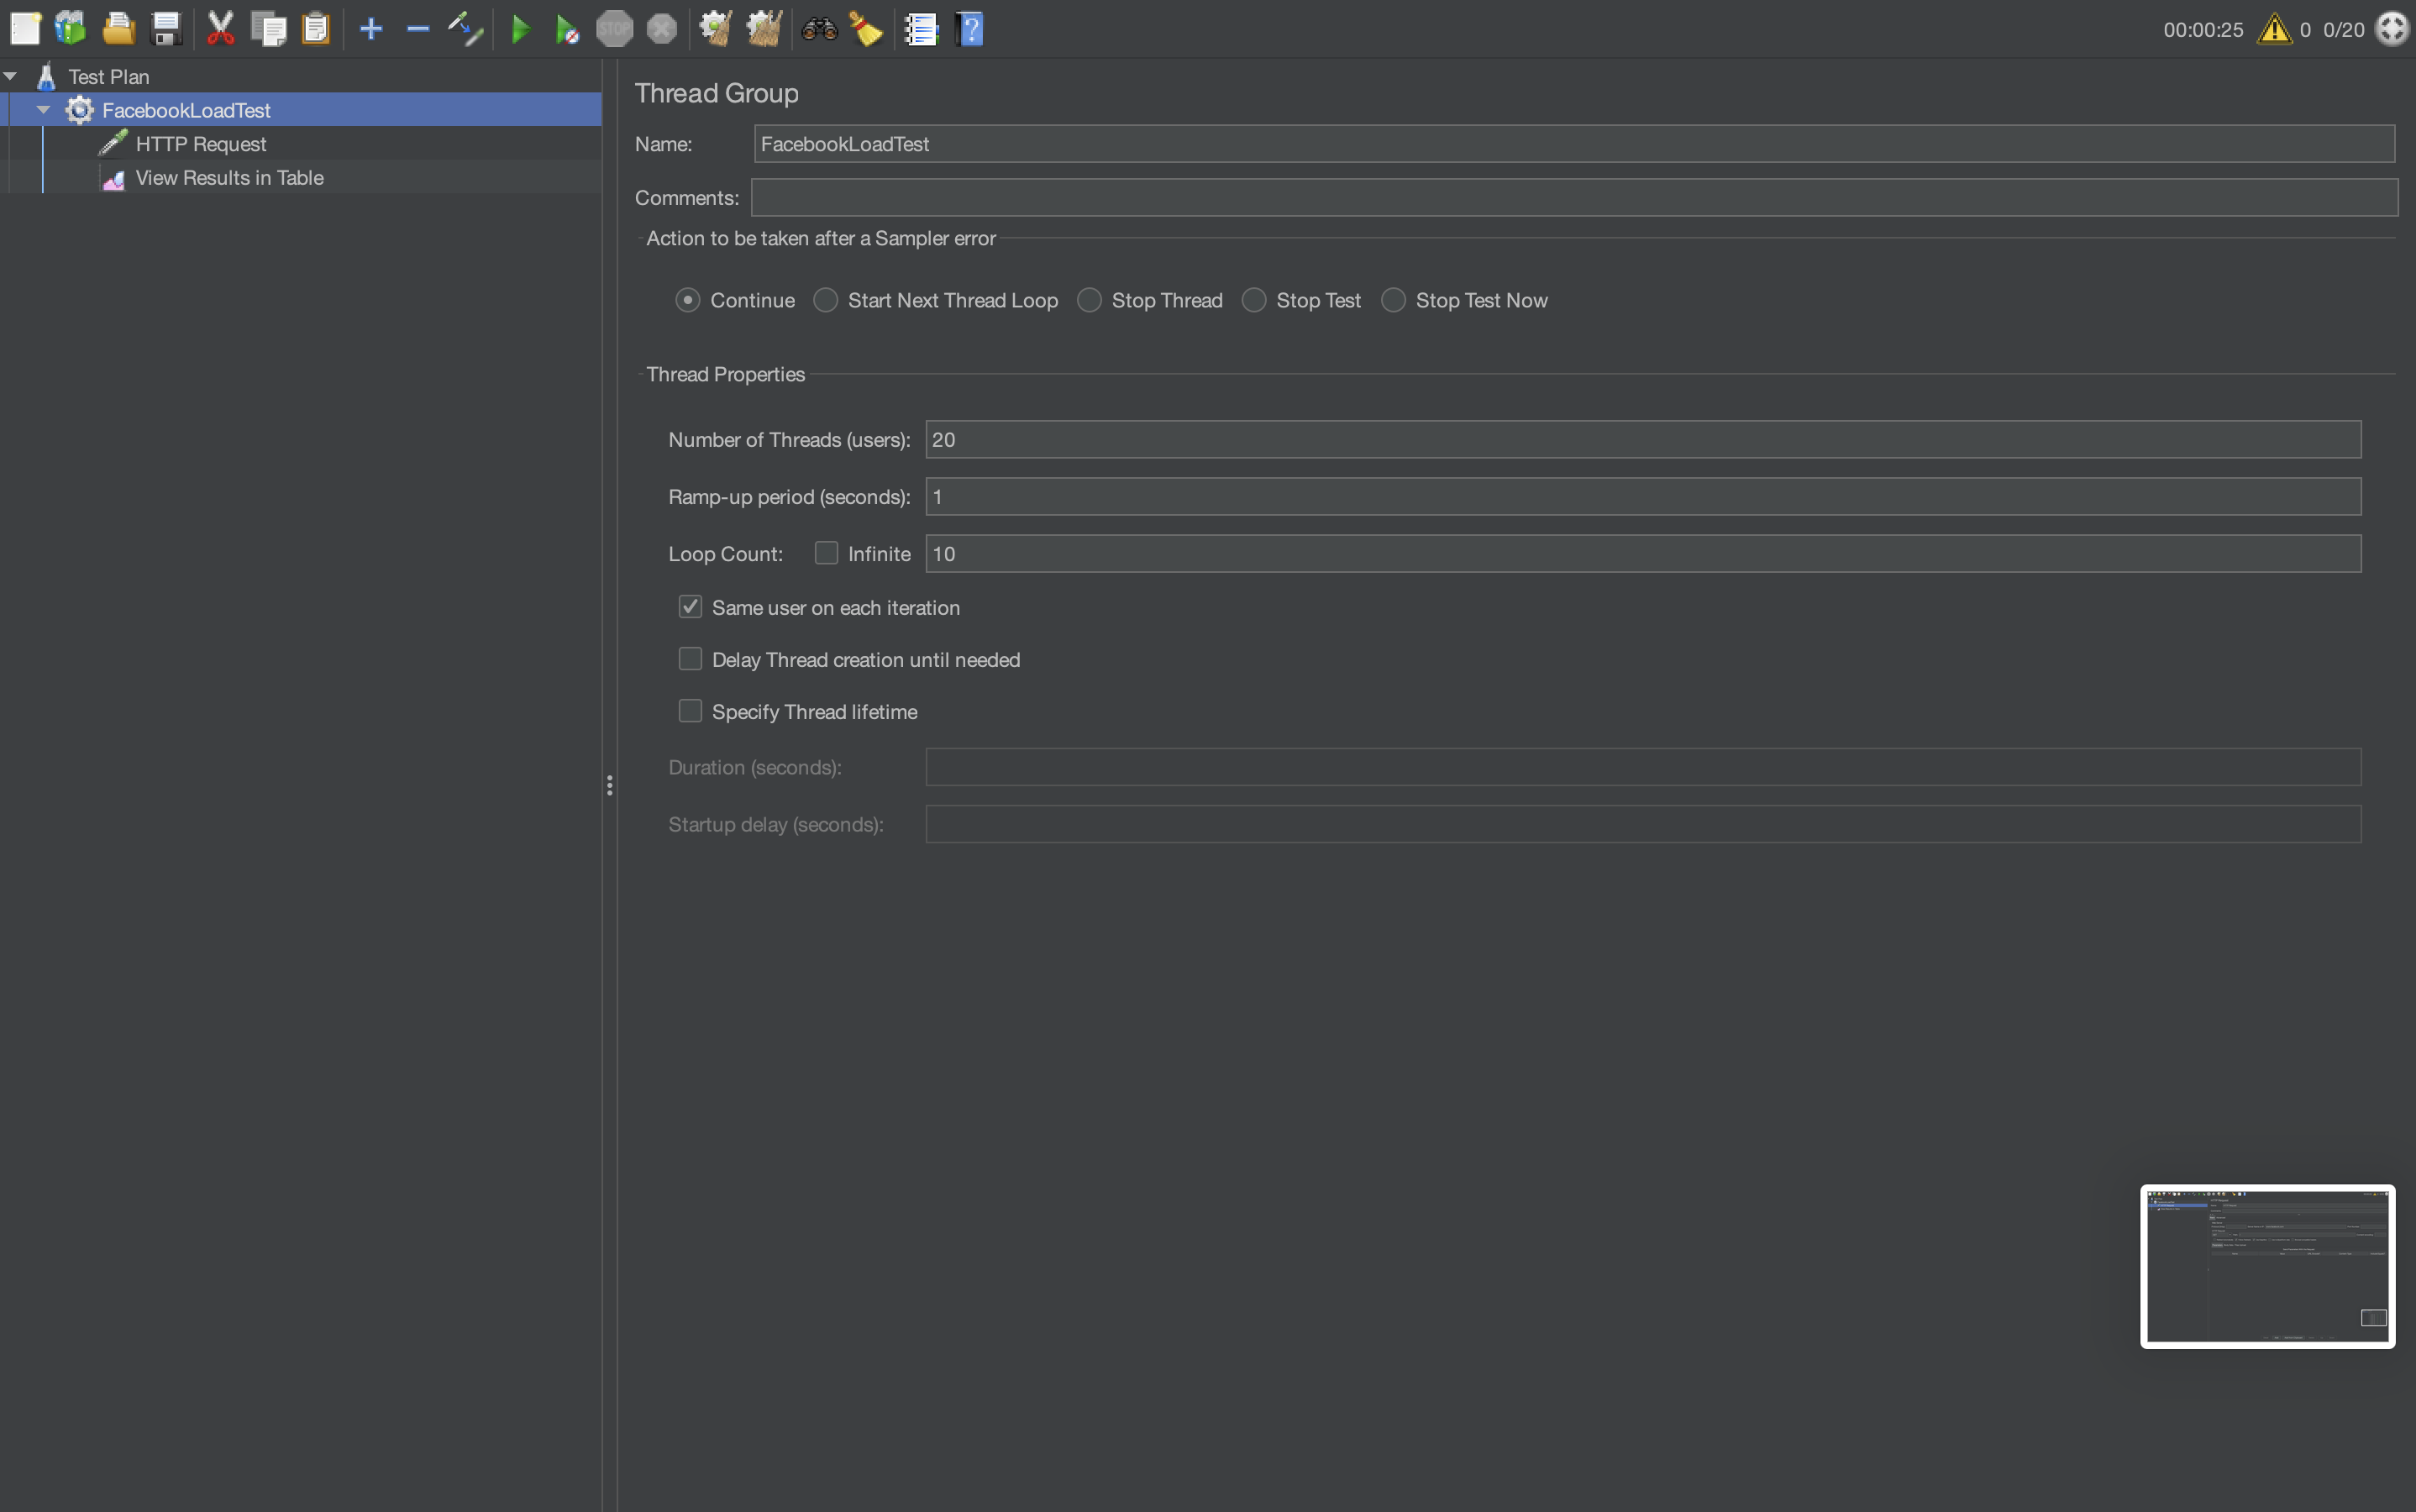 STOP
00:00:25 0 0/20
Test Plan
FacebookLoadTest
HTTP Request
View Results in Table
Thread Group
Name: FacebookLoadTest
Comments:
Action to be taken after a Sampler error
Continue Start Next Thread Loop Stop Thread Stop Test Stop Test Now
Thread Properties
Number of Threads (users): 20
Ramp-up period (seconds): 1
Loop Count: Infinite 10
Same user on each iteration
Delay Thread creation until needed
Specify Thread lifetime
Duration (seconds):
Startup delay (seconds):